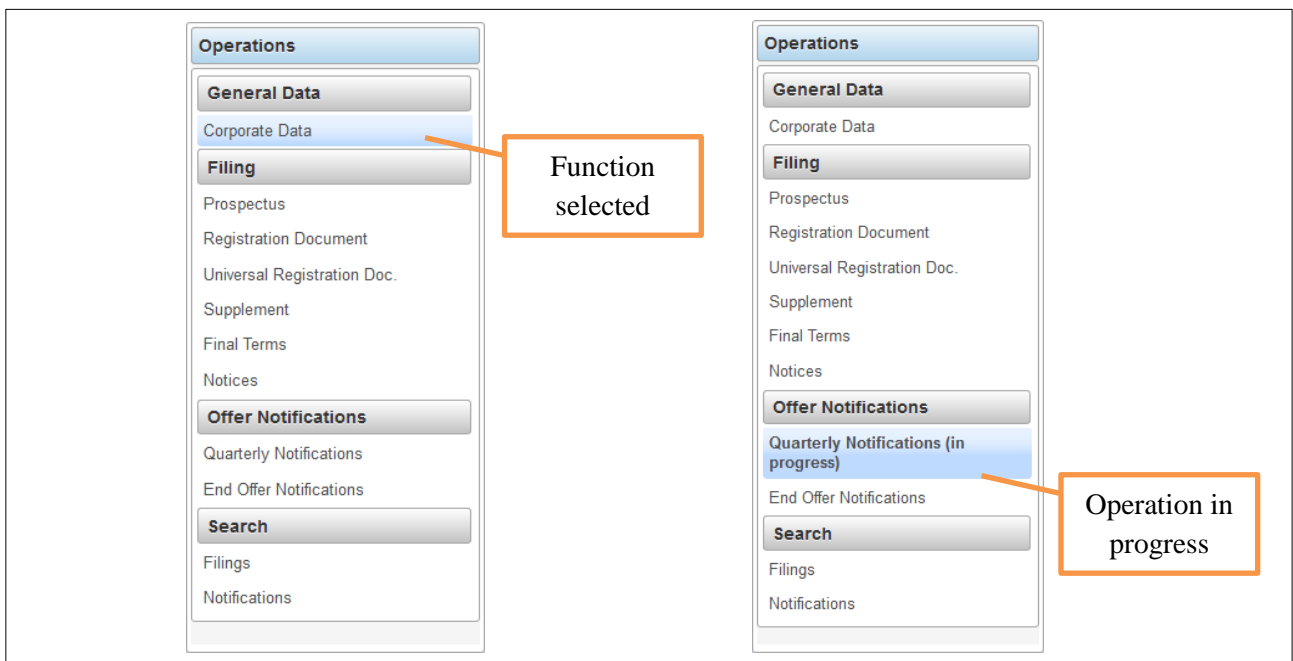 Operations
General Data
Corporate Data
Filing
Prospectus
Registration Document
Universal Registration Doc.
Supplement
Final Terms
Notices
Offer Notifications
Quarterly Notifications
End Offer Notifications
Search
Filings
Notifications
Function
selected
Operations
General Data
Corporate Data
Filing
Prospectus
Registration Document
Universal Registration Doc.
Supplement
Final Terms
Notices
Offer Notifications
Quarterly Notifications (in
progress)
End Offer Notifications
Search
Filings
Notifications
Operation in
progress